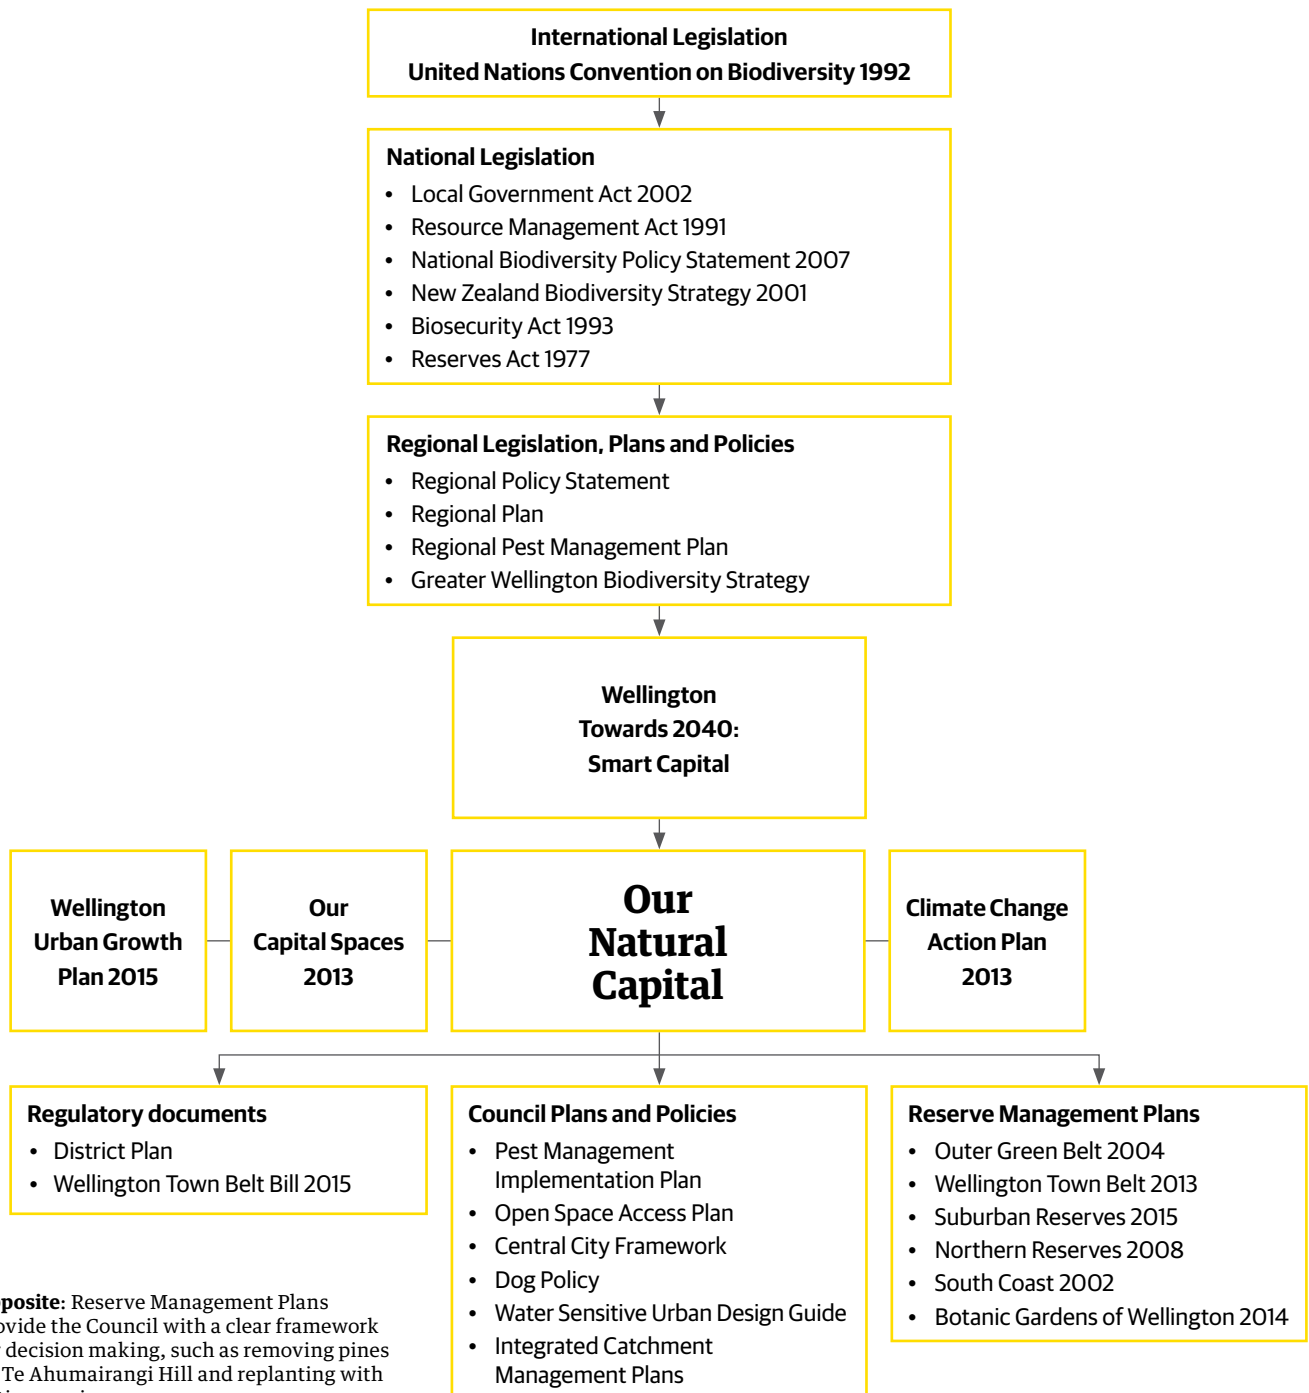 International Legislation
United Nations Convention on Biodiversity 1992
National Legislation
• Local Government Act 2002
• Resource Management Act 1991
• National Biodiversity Policy Statement 2007
• New Zealand Biodiversity Strategy 2001
• Biosecurity Act 1993
• Reserves Act 1977
Regional Legislation, Plans and Policies
• Regional Policy Statement
• Regional Plan
• Regional Pest Management Plan
• Greater Wellington Biodiversity Strategy
Wellington
Towards 2040:
Smart Capital
Wellington
Urban Growth
Plan 2015
Our
Capital Spaces
2013
Our
Natural
Capital
Climate Change
Action Plan
2013
Regulatory documents
• District Plan
• Wellington Town Belt Bill 2015
Council Plans and Policies
• Pest Management
Implementation Plan
• Open Space Access Plan
• Central City Framework
• Dog Policy
• Water Sensitive Urban Design Guide
• Integrated Catchment
Management Plans
Reserve Management Plans
• Outer Green Belt 2004
• Wellington Town Belt 2013
• Suburban Reserves 2015
• Northern Reserves 2008
• South Coast 2002
• Botanic Gardens of Wellington 2014
posite: Reserve Management Plans
ovide the Council with a clear framework
decision making, such as removing pines
Te Ahumairangi Hill and replanting with